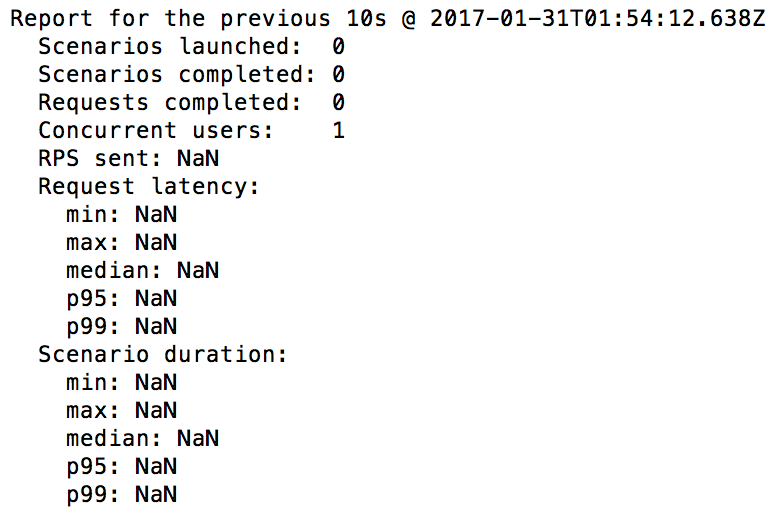 Report for the previous 10s @ 2017-01-31T01:54:12.638Z
Scenarios launched: 0
Scenarios completed: 0
Requests completed: 0
Concurrent users: 1
RPS sent: NaN
Request latency:
min: NaN
max: NaN
median: NaN
p95: NaN
p99: NaN
Scenario duration:
min: NaN
max: NaN
median: NaN
p95: NaN
p99: NaN